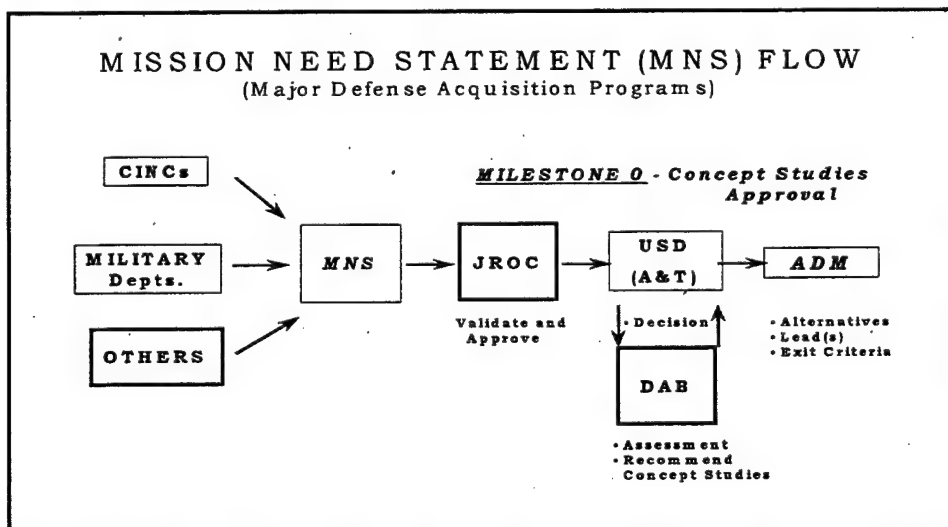 MISSION NEED STATEMENT (MNS) FLOW
(Major Defense Acquisition Programs)
CINCs
MILESTONE 0 - Concept Studies
Approval
MILITARY
Depts.
MNS
JROC
USD
(A&T)
ADM
OTHERS
Validate and
Approve
• Decision
• Alternatives
• Lead(s)
• Exit Criteria
DAB
• Assessment
• Recommend
Concept Studies